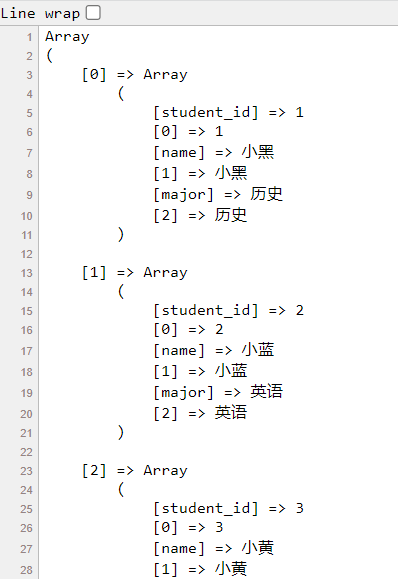 Line wrap
1 Array
2 (
3     [0] => Array
4         (
5             [student_id] => 1
6             [0] => 1
7             [name] => 小黑
8             [1] => 小黑
9             [major] => 历史
10             [2] => 历史
11         )
12
13     [1] => Array
14         (
15             [student_id] => 2
16             [0] => 2
17             [name] => 小蓝
18             [1] => 小蓝
19             [major] => 英语
20             [2] => 英语
21         )
22
23     [2] => Array
24         (
25             [student_id] => 3
26             [0] => 3
27             [name] => 小黄
28             [1] => 小黄